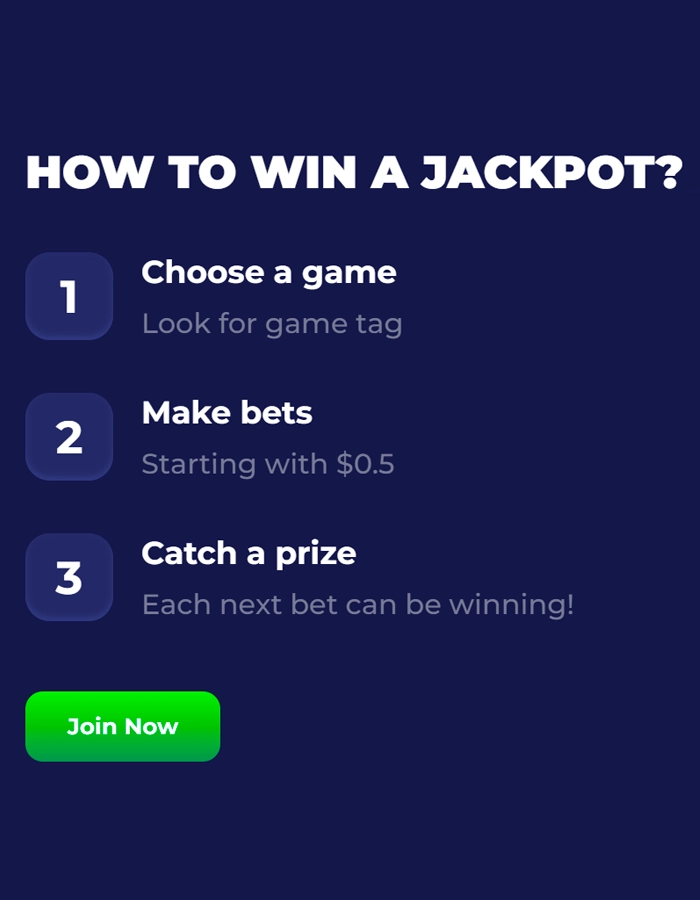 HOW TO WIN A JACKPOT?
1
Choose a game
Look for game tag
2
Make bets
Starting with $0.5
3
Catch a prize
Each next bet can be winning!
Join Now